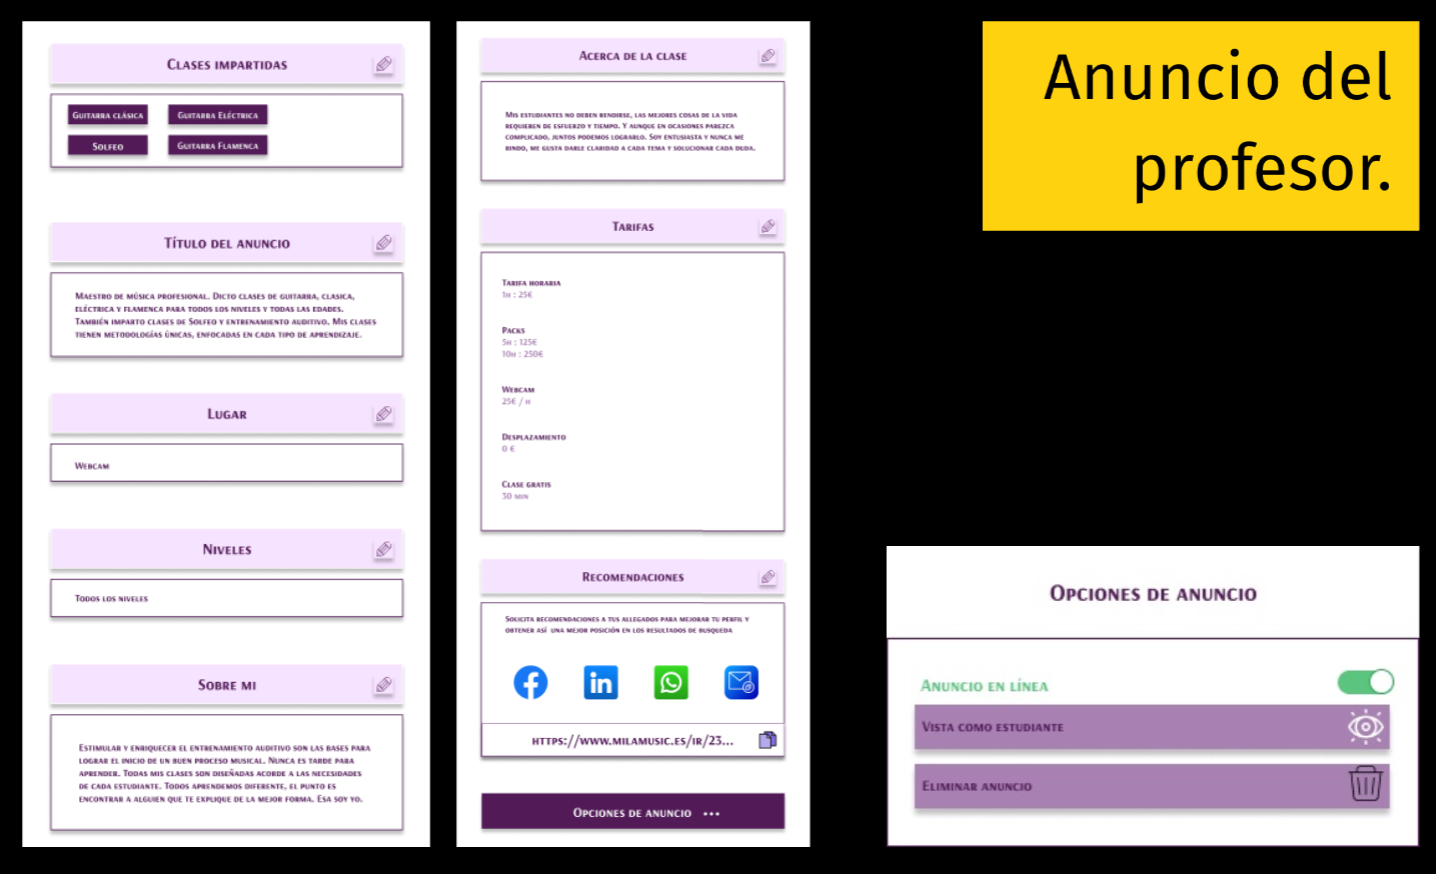 Clases impartidas
Guitarra clásica
Guitarra Eléctrica
Solfeo
Guitarra Flamenca
Título del anuncio
Maestro de música profesional. Dicto clases de guitarra, clasica,
eléctrica y flamenca para todos los niveles y todas las edades.
También imparto clases de Solfeo y entrenamiento auditivo. Mis clases
tienen metodologías únicas, enfocadas en cada tipo de aprendizaje.
Lugar
Webcam
Niveles
Todos los niveles
Sobre mi
Estimular y enriquecer el entrenamiento auditivo son las bases para
lograr el inicio de un buen proceso musical. Nunca es tarde para
aprender. Todas mis clases son diseñadas acorde a las necesidades
de cada estudiante. Todos aprendemos diferente, el punto es
encontrar a alguien que te explique de la mejor forma. Esa soy yo.
Acerca de la clase
Mis estudiantes no deben rendirse, las mejores cosas de la vida
requieren de esfuerzo y tiempo. Y aunque en ocasiones parezca
complicado, juntos podemos lograrlo. Soy entusiasta y nunca me
rindo, me gusta darle claridad a cada tema y solucionar cada duda.
Tarifas
Tarifa horaria
1h : 25€
Packs
5h : 125€
10h : 250€
Webcam
25€ / h
Desplazamiento
0 €
Clase gratis
30 min
Recomendaciones
Solicita recomendaciones a tus allegados para mejorar tu perfil y
obtener así una mejor posición en los resultados de busqueda
in
https://www.milamusic.es/ir/23...
Opciones de anuncio ...
Anuncio del
profesor.
Opciones de anuncio
Anuncio en línea
Vista como estudiante
Eliminar anuncio